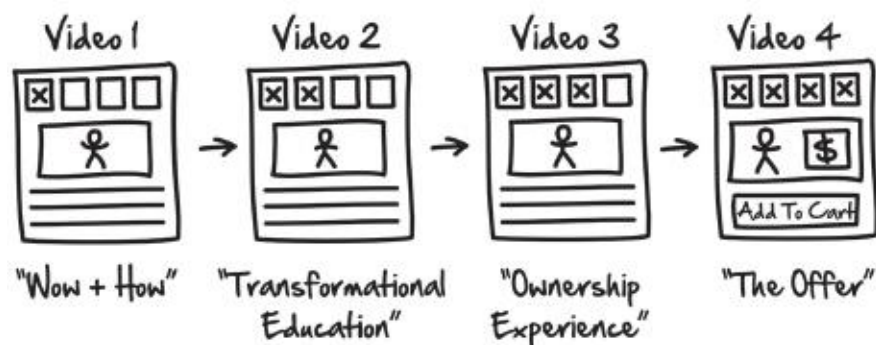 Video 1
Video 2
Video 3
Video 4
$
Add To Cart
"Wow + How"
"Transformational
Education"
"Ownership
Experience"
"The Offer"